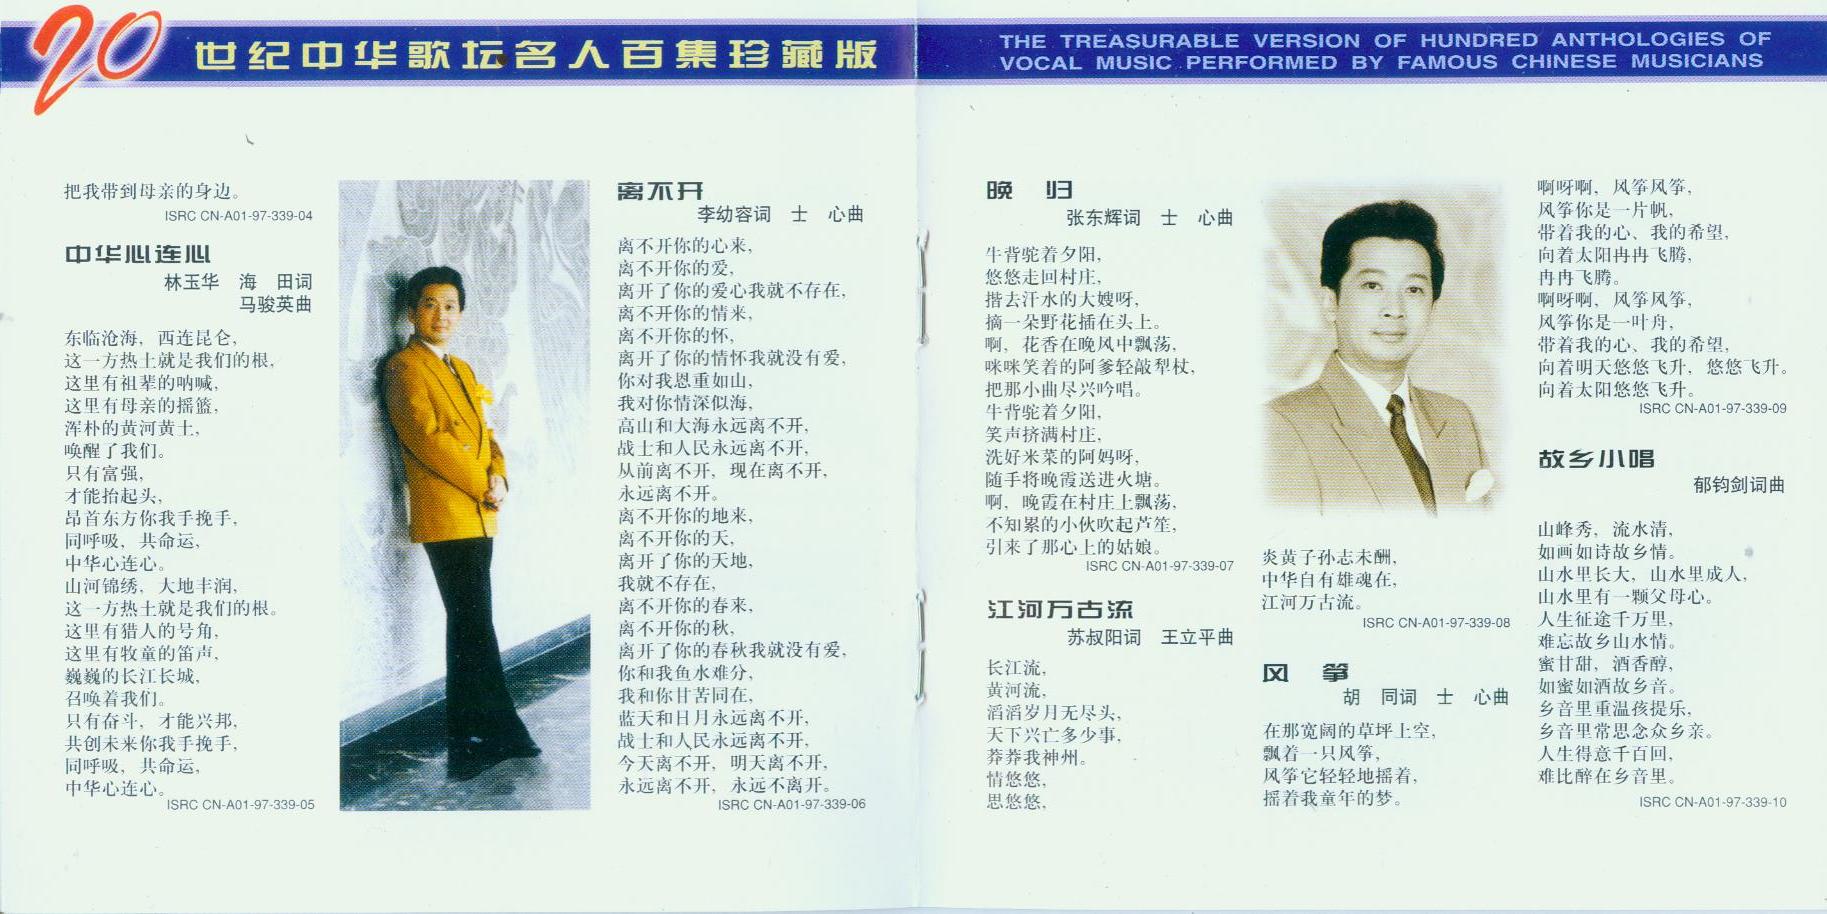 20世纪中华歌坛名人百集珍藏版
THE TREASURABLE VERSION OF HUNDRED ANTHOLOGIES OF
VOCAL MUSIC PERFORMED BY FAMOUS CHINESE MUSICIANS
把我带到母亲的身边。
ISRC CN-A01-97-339-04
中华心连心
林玉华　海　田词
马骏英曲
东临沧海，西连昆仑，
这一方热土就是我们的根，
这里有祖辈的呐喊，
这里有母亲的摇篮，
浑朴的黄河黄土，
唤醒了我们。
只有富强，
才能抬起头，
昂首东方你我手挽手，
同呼吸，共命运，
中华心连心。
山河锦绣，大地丰润，
这一方热土就是我们的根。
这里有猎人的号角，
这里有牧童的笛声，
巍巍的长江长城，
召唤着我们。
只有奋斗，才能兴邦，
共创未来你我手挽手，
同呼吸，共命运，
中华心连心。
ISRC CN-A01-97-339-05
离不开
李幼容词　士　心曲
离不开你的心来，
离不开你的爱，
离开了你的爱心我就不存在，
离不开你的情来，
离不开你的怀，
离开了你的情怀我就没有爱，
你对我恩重如山，
我对你情深似海，
高山和大海永远离不开，
战士和人民永远离不开，
从前离不开，现在离不开，
永远离不开。
离不开你的地来，
离不开你的天，
离开了你的天地，
我就不存在，
离不开你的春来，
离不开你的秋，
离开了你的春秋我就没有爱，
你和我鱼水难分，
我和你甘苦同在，
蓝天和日月永远离不开，
战士和人民永远离不开，
今天离不开，明天离不开，
永远离不开，永远不离开。
ISRC CN-A01-97-339-06
晚　归
张东辉词　士　心曲
牛背驼着夕阳，
悠悠走回村庄，
揩去汗水的大嫂呀，
摘一朵野花插在头上。
啊，花香在晚风中飘荡，
咪咪笑着的阿爹轻敲犁杖，
把那小曲尽兴吟唱。
牛背驼着夕阳，
笑声挤满村庄，
洗好米菜的阿妈呀，
随手将晚霞送进火塘。
啊，晚霞在村庄上飘荡，
不知累的小伙吹起芦笙，
引来了那心上的姑娘。
ISRC CN-A01-97-339-07
江河万古流
苏叔阳词　王立平曲
长江流，
黄河流，
滔滔岁月无尽头，
天下兴亡多少事，
莽莽我神州。
情悠悠，
思悠悠，
炎黄子孙志未酬，
中华自有雄魂在，
江河万古流。
ISRC CN-A01-97-339-08
风　筝
胡　同词　士　心曲
在那宽阔的草坪上空，
飘着一只风筝，
风筝它轻轻地摇着，
摇着我童年的梦。
啊呀啊，风筝风筝，
风筝你是一片帆，
带着我的心、我的希望，
向着太阳冉冉飞腾，
冉冉飞腾。
啊呀啊，风筝风筝，
风筝你是一叶舟，
带着我的心、我的希望，
向着明天悠悠飞升，悠悠飞升。
向着太阳悠悠飞升。
ISRC CN-A01-97-339-09
故乡小唱
郁钧剑词曲
山峰秀，流水清，
如画如诗故乡情。
山水里长大，山水里成人，
山水里有一颗父母心。
人生征途千万里，
难忘故乡山水情。
蜜甘甜，酒香醇，
如蜜如酒故乡音。
乡音里重温孩提乐，
乡音里常思念众乡亲。
人生得意千百回，
难比醉在乡音里。
ISRC CN-A01-97-339-10